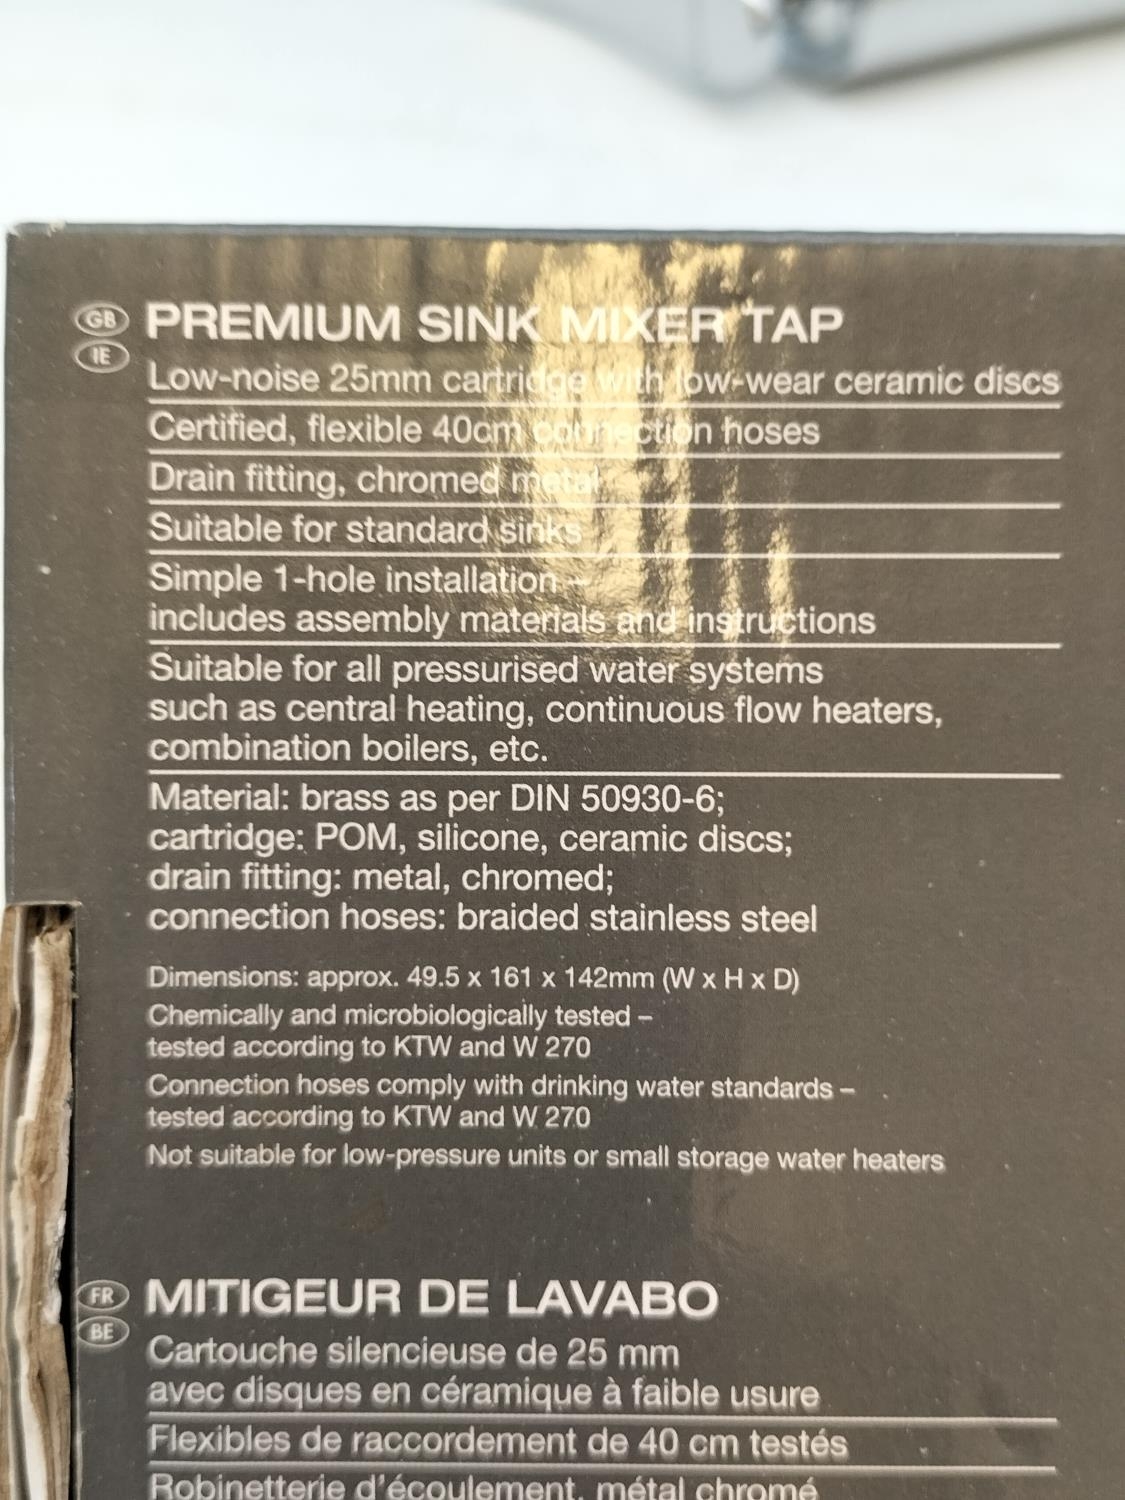 GB
PREMIUM SINK MIXER TAP
IE
Low-noise 25mm cartridge with low-wear ceramic discs
Certified, flexible 40cm connection hoses
Drain fitting, chromed metal
Suitable for standard sinks
Simple 1-hole installation –
includes assembly materials and instructions
Suitable for all pressurised water systems
such as central heating, continuous flow heaters,
combination boilers, etc.
Material: brass as per DIN 50930-6;
cartridge: POM, silicone, ceramic discs;
drain fitting: metal, chromed;
connection hoses: braided stainless steel
Dimensions: approx. 49.5 x 161 x 142mm (W x H x D)
Chemically and microbiologically tested –
tested according to KTW and W 270
Connection hoses comply with drinking water standards –
tested according to KTW and W 270
Not suitable for low-pressure units or small storage water heaters
FR
MITIGEUR DE LAVABO
BE
Cartouche silencieuse de 25 mm
avec disques en céramique à faible usure
Flexibles de raccordement de 40 cm testés
Robinetterie d'écoulement, métal chromé